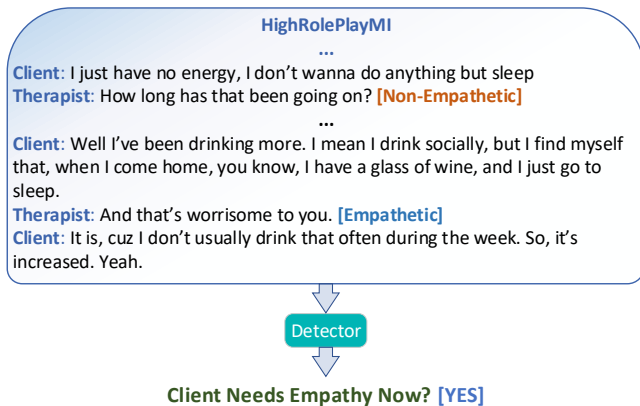 HighRolePlayMI
...
Client: I just have no energy, I don't wanna do anything but sleep
Therapist: How long has that been going on? [Non-Empathetic]
...
Client: Well I've been drinking more. I mean I drink socially, but I find myself
that, when I come home, you know, I have a glass of wine, and I just go to
sleep.
Therapist: And that's worrisome to you. [Empathetic]
Client: It is, cuz I don't usually drink that often during the week. So, it's
increased. Yeah.
Detector
Client Needs Empathy Now? [YES]